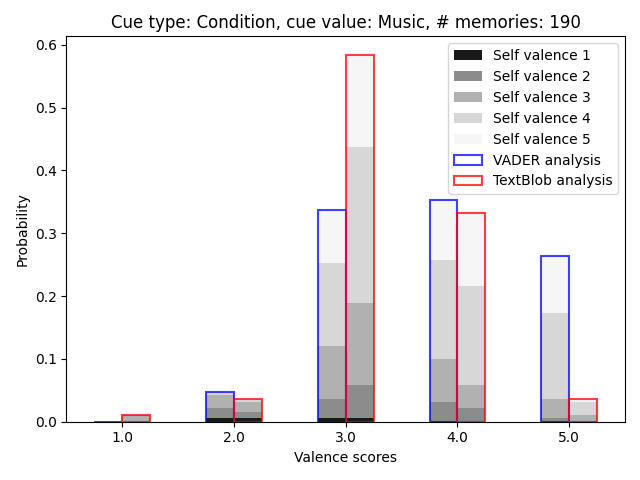 Cue type: Condition, cue value: Music, # memories: 190
Self valence 1
Self valence 2
Self valence 3
Self valence 4
Self valence 5
VADER analysis
TextBlob analysis
Probability
0.6
0.5
0.4
0.3
0.2
0.1
0.0
1.0 2.0 3.0 4.0 5.0
Valence scores